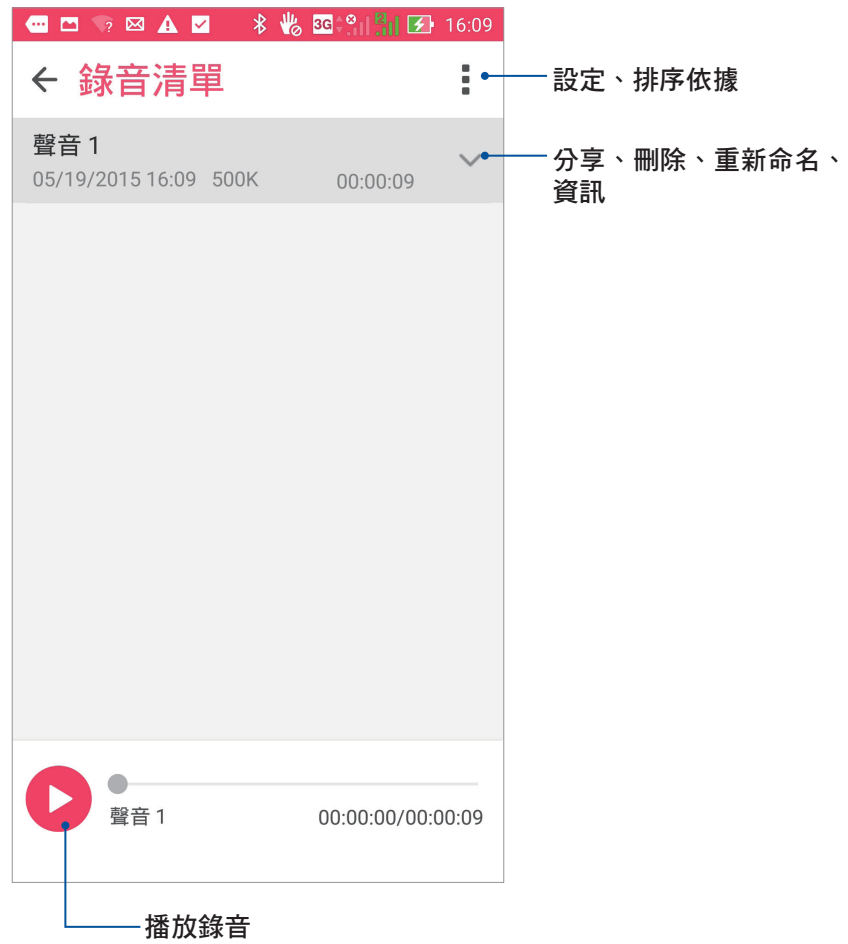 3G 2 16:09
錄音清單
設定、排序依據
聲音 1
05/19/2015 16:09 500K 00:00:09
分享、刪除、重新命名、
資訊
聲音 1 00:00:00/00:00:09
播放錄音